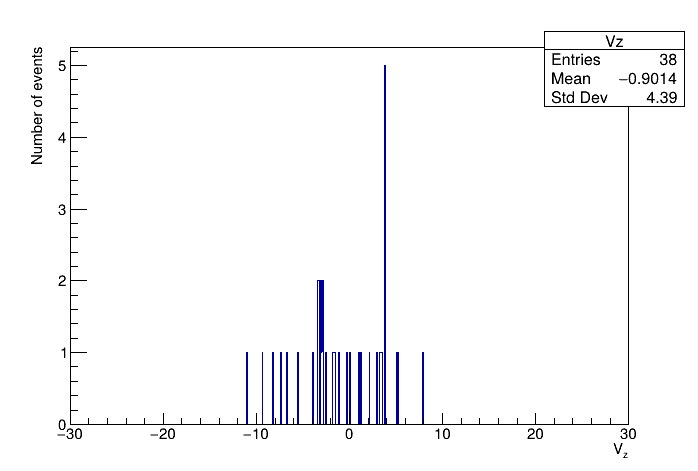 Vz
Entries 38
Mean −0.9014
Std Dev 4.39
Number of events
5
4
3
2
1
0
−30 −20 −10 0 10 20 30
Vz